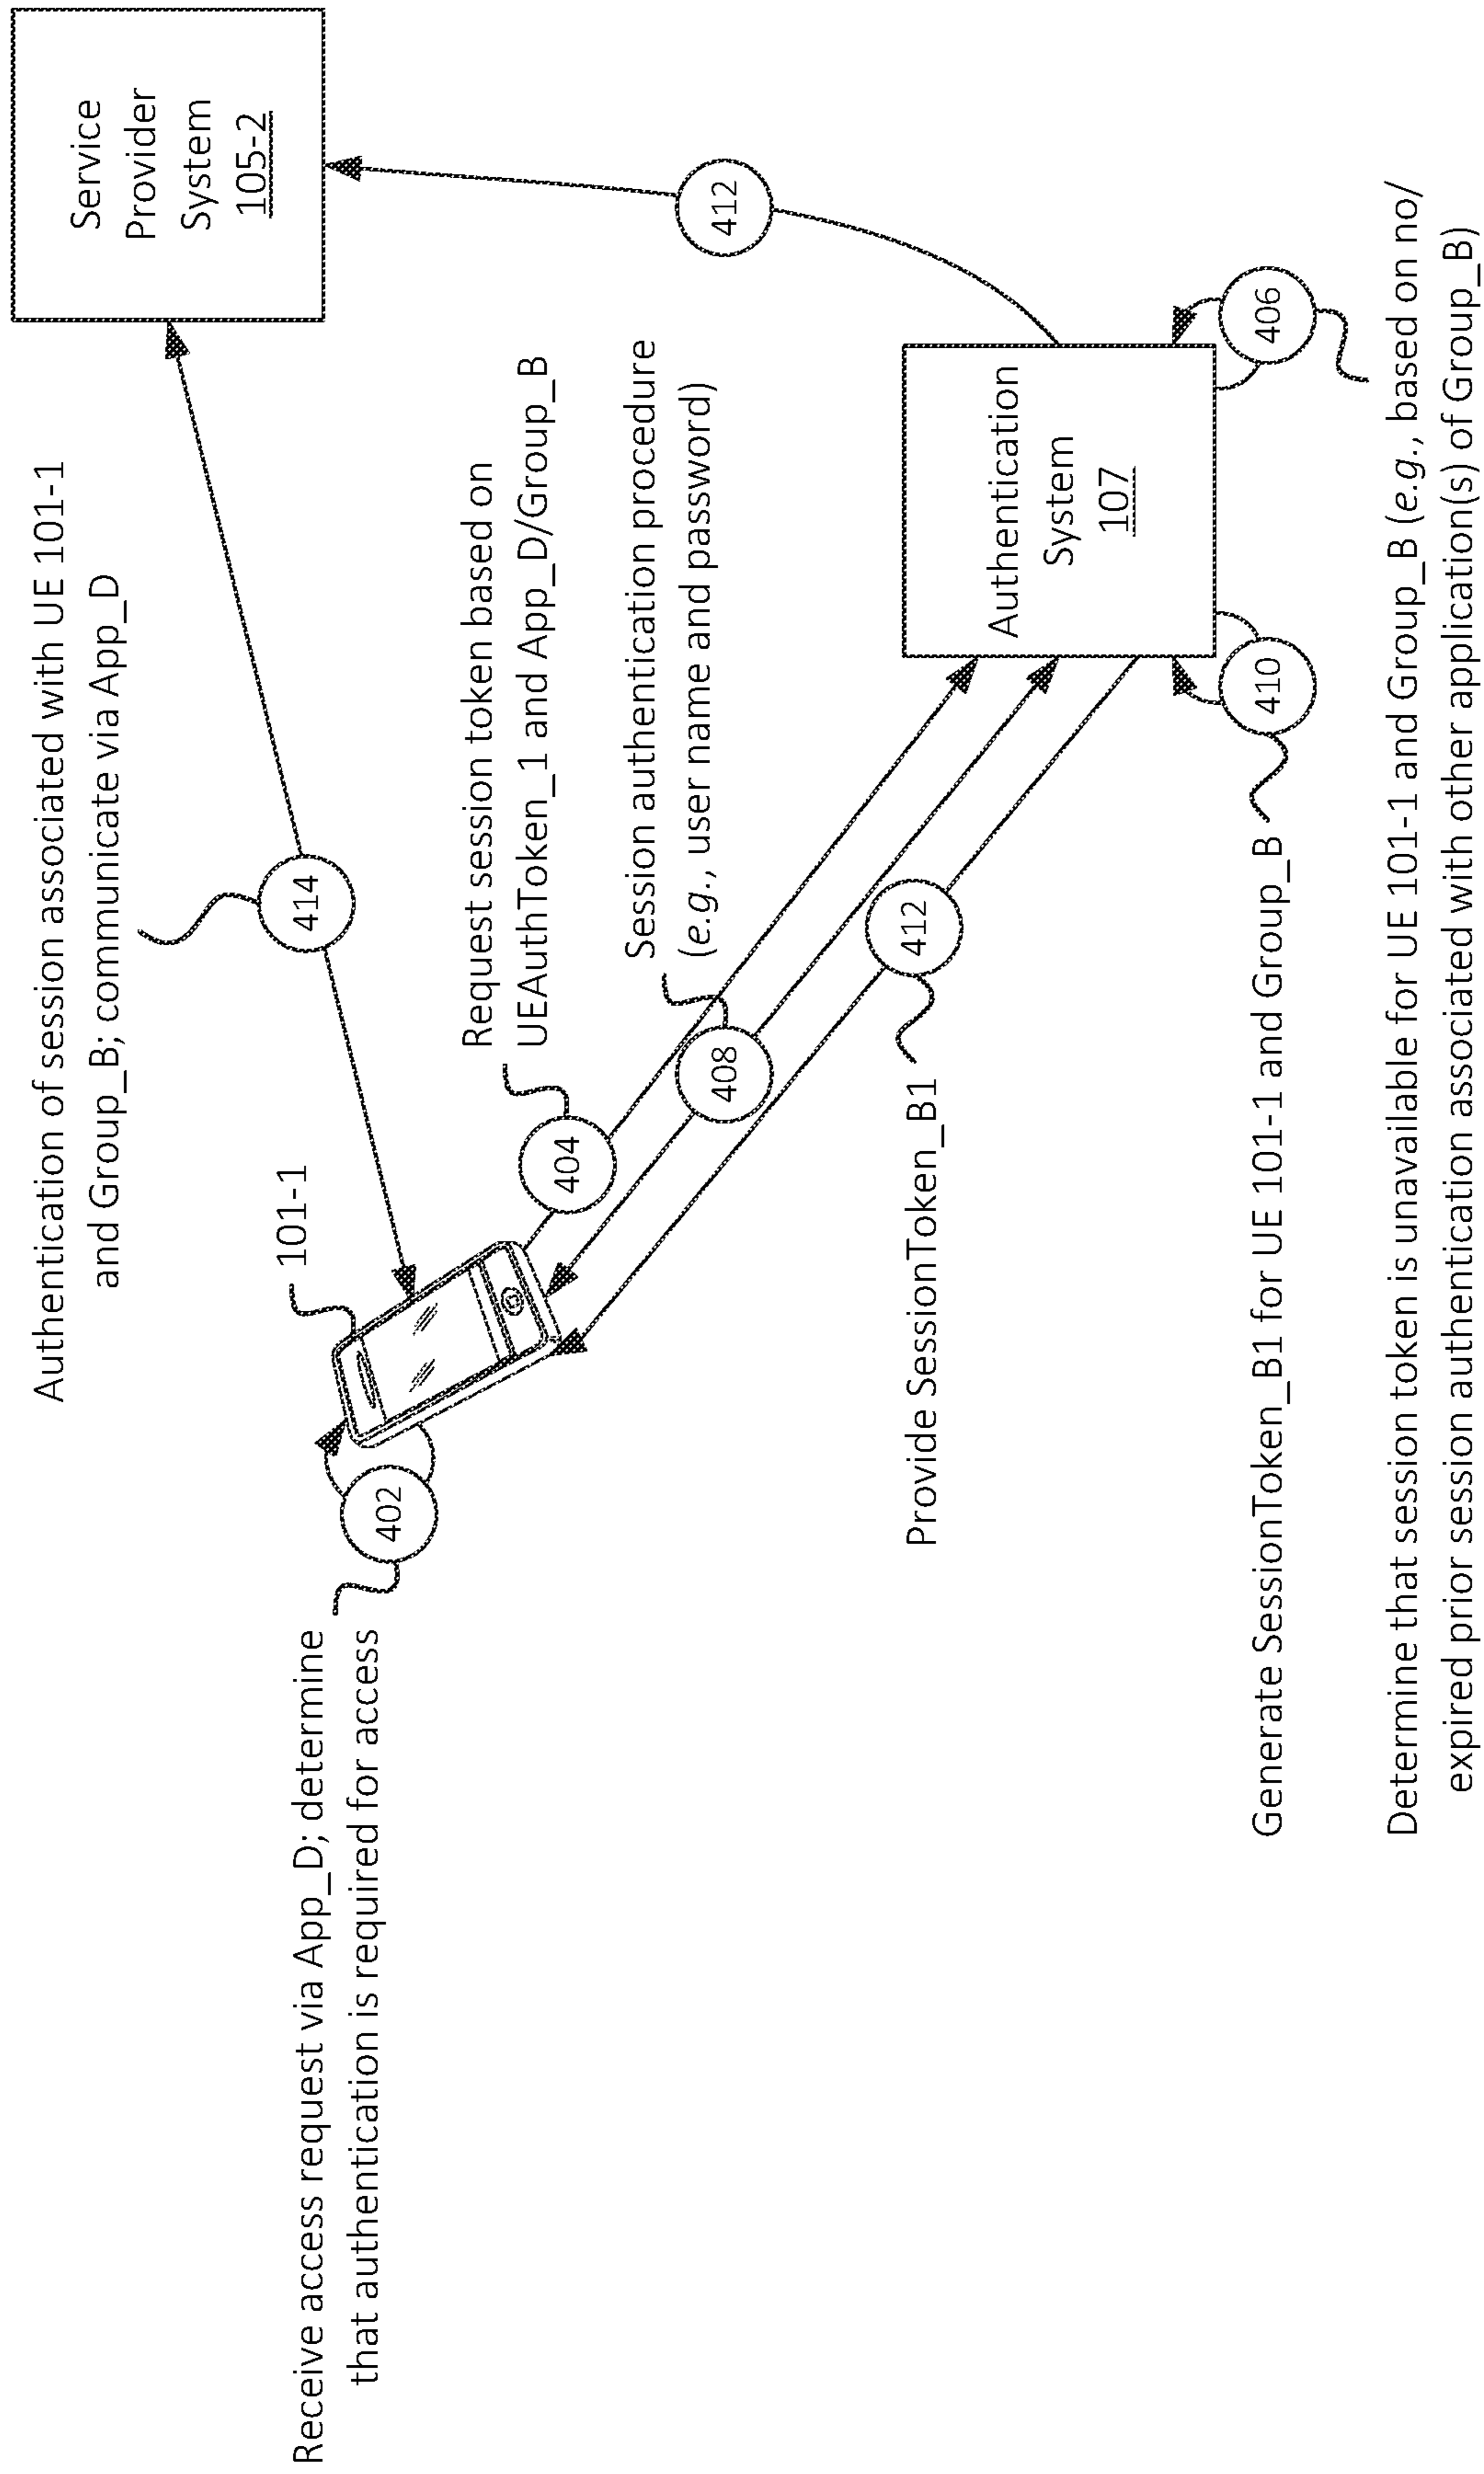 Authentication of session associated with UE 101-1
and Group_B; communicate via App_D
Service
Provider
System
105-2
414
101-1
Receive access request via App_D; determine
that authentication is required for access
402
Request session token based on
UEAuthToken_1 and App_D/Group_B
404
Session authentication procedure
(e.g., user name and password)
408
412
412
Provide SessionToken_B1
Authentication
System
107
410
406
Generate SessionToken_B1 for UE 101-1 and Group_B
Determine that session token is unavailable for UE 101-1 and Group_B (e.g., based on no/
expired prior session authentication associated with other application(s) of Group_B)